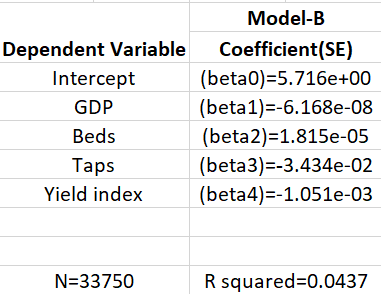 Model-B
Dependent Variable Coefficient(SE)
Intercept (beta0)=5.716e+00
GDP (beta1)=-6.168e-08
Beds (beta2)=1.815e-05
Taps (beta3)=-3.434e-02
Yield index (beta4)=-1.051e-03
N=33750 R squared=0.0437